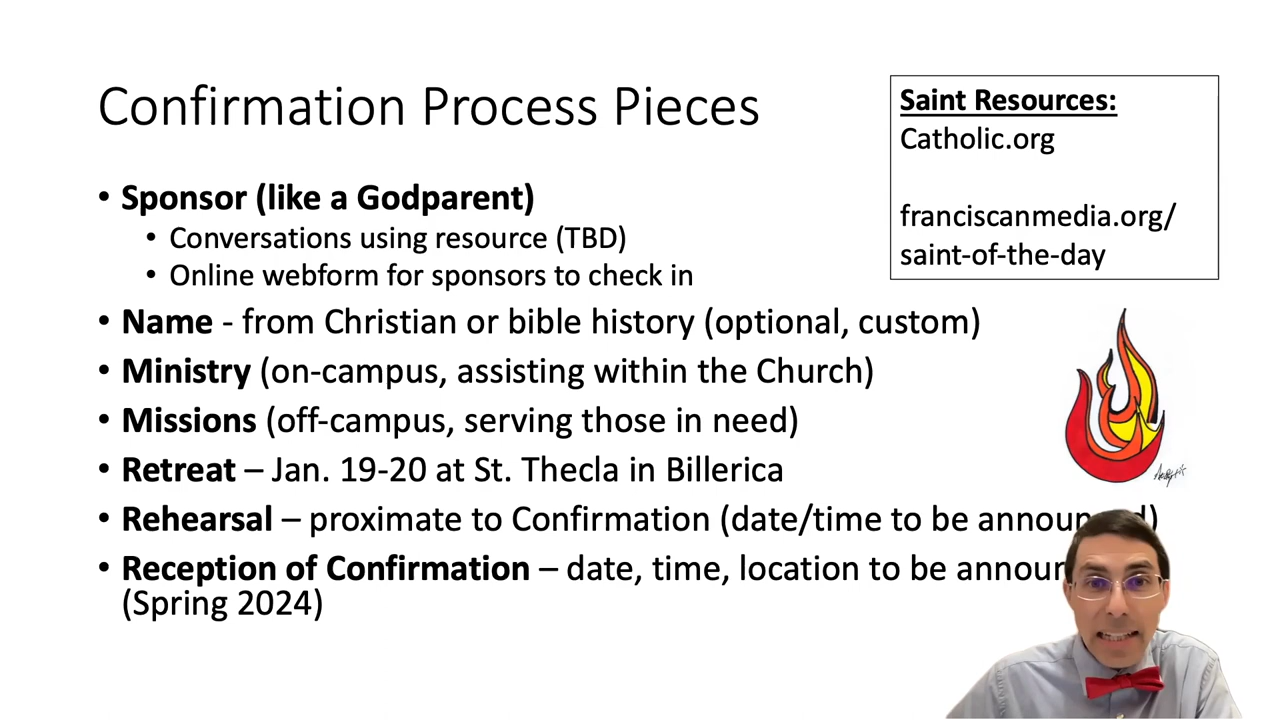 Confirmation Process Pieces
• Sponsor (like a Godparent)
• Conversations using resource (TBD)
• Online webform for sponsors to check in
• Name - from Christian or bible history (optional, custom)
• Ministry (on-campus, assisting within the Church)
• Missions (off-campus, serving those in need)
• Retreat – Jan. 19-20 at St. Thecla in Billerica
• Rehearsal – proximate to Confirmation (date/time to be
• Reception of Confirmation – date, time, location to be
(Spring 2024)
Saint Resources:
Catholic.org
franciscanmedia.org/
saint-of-the-day